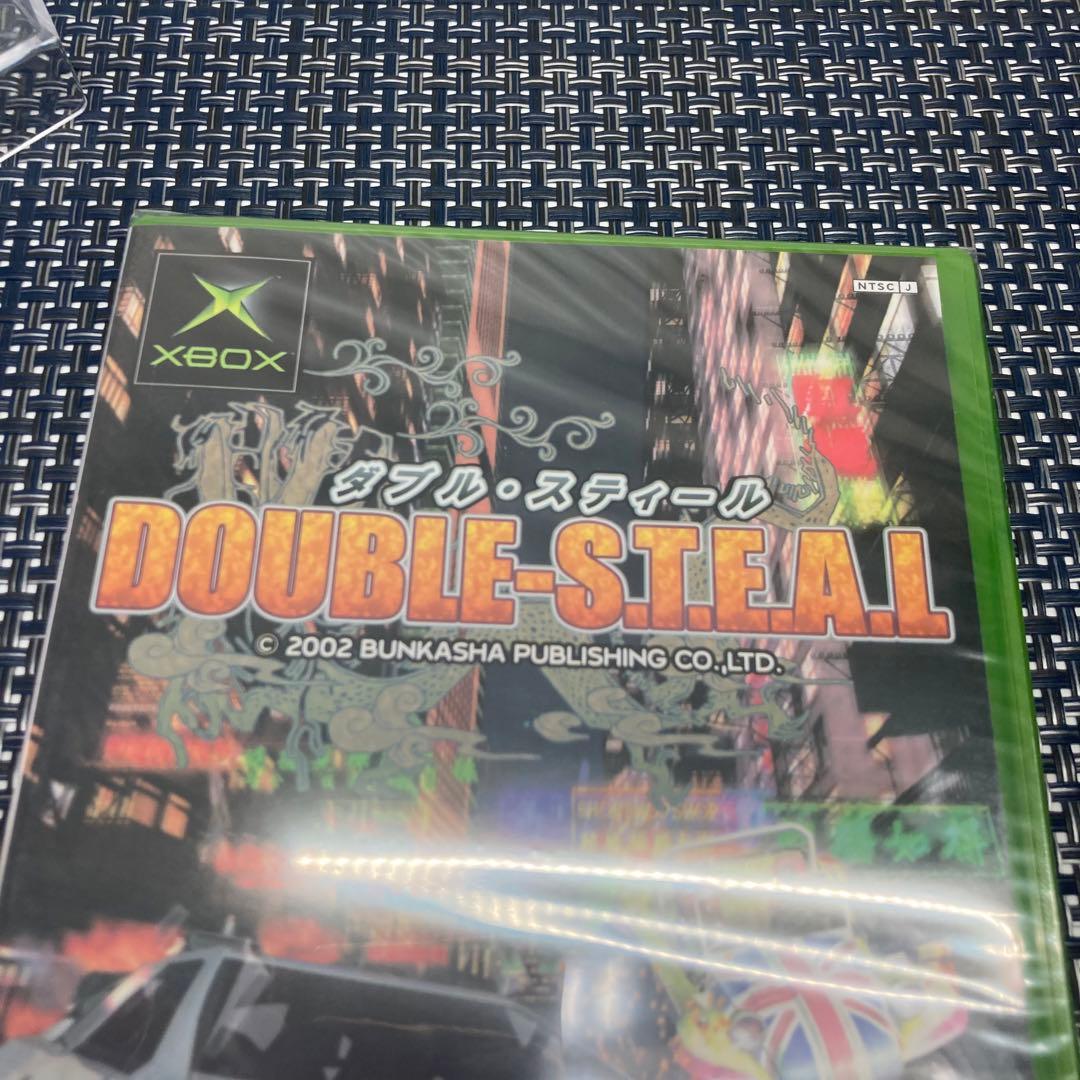 XBOX
NTSC J
ダブル・スティール
DOUBLE-S.T.E.A.L
© 2002 BUNKASHA PUBLISHING CO.,LTD.